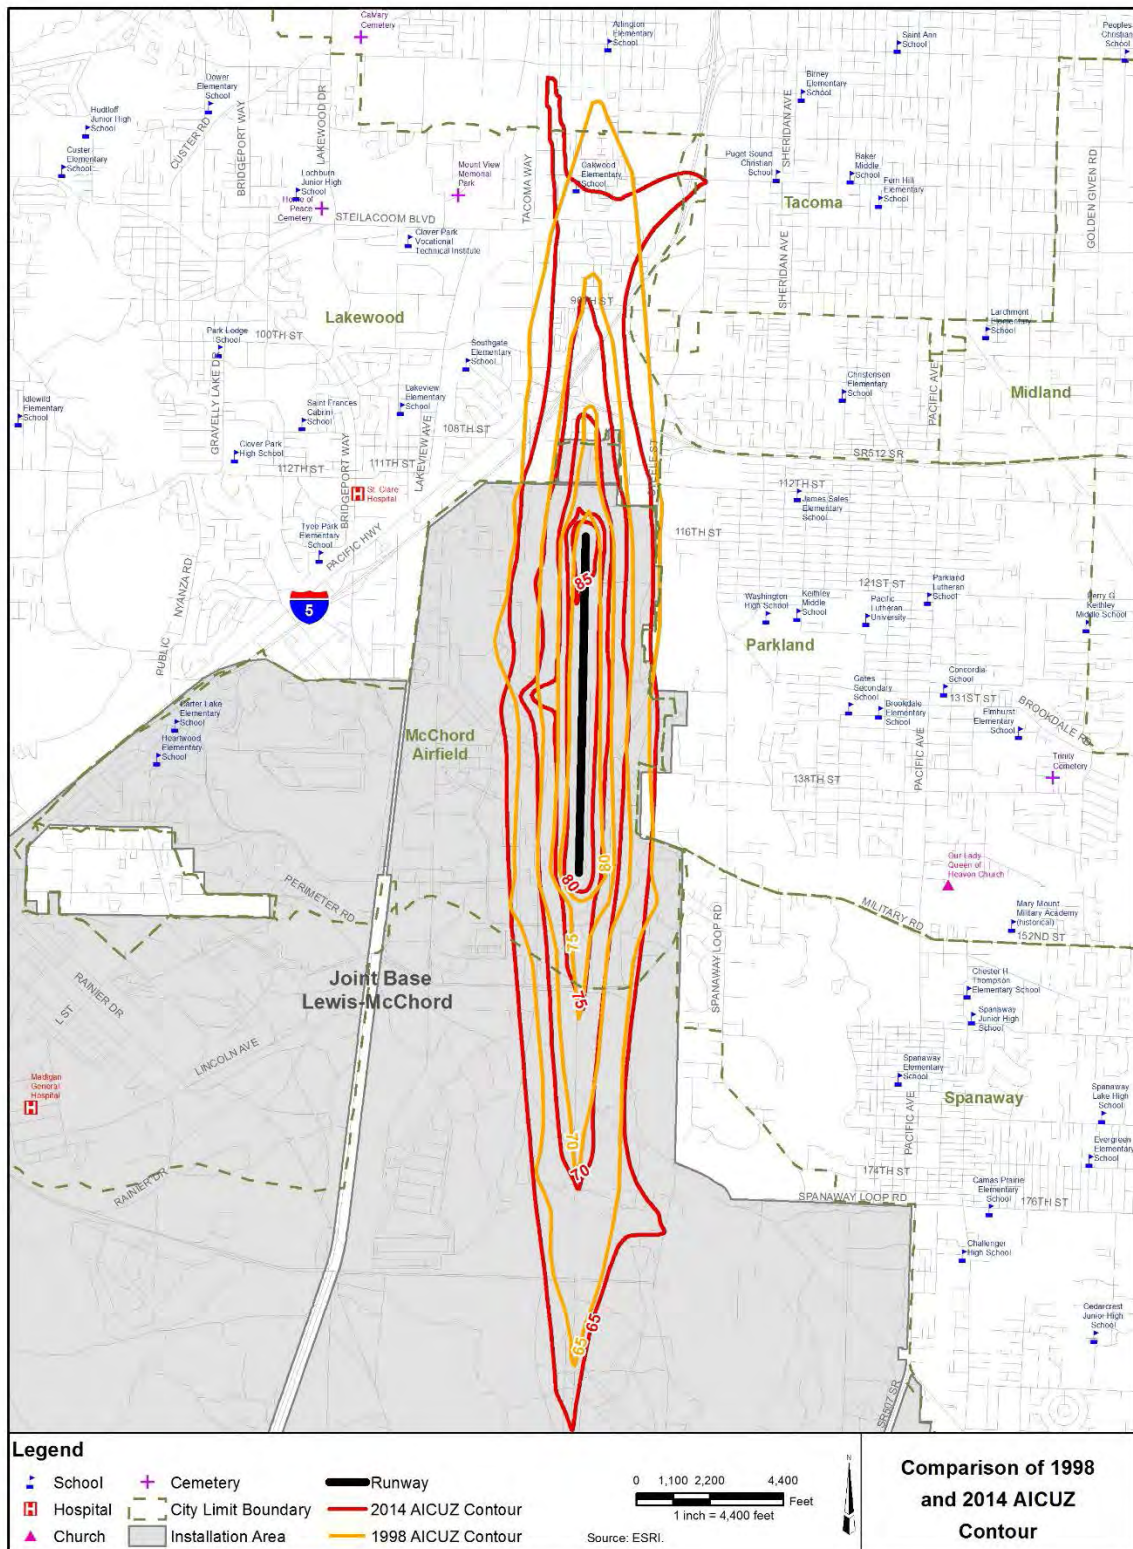 Calvary
Cemetery
Arlington
Elementary
School
Saint Ann
School
Peoples
Christian
School
Dower
Elementary
School
Birney
Elementary
School
Hudtloff
Junior High
School
CUSTER RD
BRIDGEPORT WAY
LAKEWOOD DR
SHERIDAN AVE
Custer
Elementary
School
Lochburn
Junior High
School
Home of
Peace
Cemetery
Mount View
Memorial
Park
TACOMA WAY
Oakwood
Elementary
School
Puget Sound
Christian
School
Baker
Middle
School
Fern Hill
Elementary
School
GOLDEN GIVEN RD
Tacoma
STEILACOOM BLVD
Clover Park
Vocational
Technical Institute
SHERIDAN AVE
Lakewood
Park Lodge
School
100TH ST
Southgate
Elementary
School
Larchmont
Elementary
School
Idlewild
Elementary
School
GRAVELLY LAKE DR
Saint Frances
Cabrini
School
Lakeview
Elementary
School
Christensen
Elementary
School
PACIFIC AVE
Midland
108TH ST
Clover Park
High School
112TH ST
111TH ST
BRIDGEPORT WAY
LAKEVIEW AVE
STEELE ST
SR512 SR
St. Clare
Hospital
112TH ST
James Sales
Elementary
School
Tyee Park
Elementary
School
PACIFIC HWY
116TH ST
NYANZA RD
PUBLIC
5
85
121ST ST
Washington
High School
Keithley
Middle
School
Pacific
Lutheran
University
Parkland
Lutheran
School
Perry G
Keithley
Middle School
Parkland
Carter Lake
Elementary
School
Heartwood
Elementary
School
McChord
Airfield
Gates
Secondary
School
Brookdale
Elementary
School
Concordia
School
131ST ST
Elmhurst
Elementary
School
BROOKDALE RD
PACIFIC AVE
138TH ST
Trinity
Cemetery
80
80
PERIMETER RD
Our Lady
Queen of
Heaven Church
MILITARY RD
Mary Mount
Military Academy
(historical)
152ND ST
75
75
SPANAWAY LOOP RD
Joint Base
Lewis-McChord
RAINIER DR
L ST
LINCOLN AVE
Chester H
Thompson
Elementary School
Spanaway
Junior High
School
Madigan
General
Hospital
Spanaway
Elementary
School
Spanaway
Spanaway
Lake High
School
PACIFIC AVE
Evergreen
Elementary
School
70
70
RAINIER DR
174TH ST
SPANAWAY LOOP RD
Camas Prairie
Elementary
School
176TH ST
Challenger
High School
65
65
Cedarcrest
Junior High
School
SR507 SR
Legend
School
Cemetery
Runway
Hospital
City Limit Boundary
2014 AICUZ Contour
Church
Installation Area
1998 AICUZ Contour
0 1,100 2,200 4,400
Feet
1 inch = 4,400 feet
Source: ESRI.
N
Comparison of 1998
and 2014 AICUZ
Contour